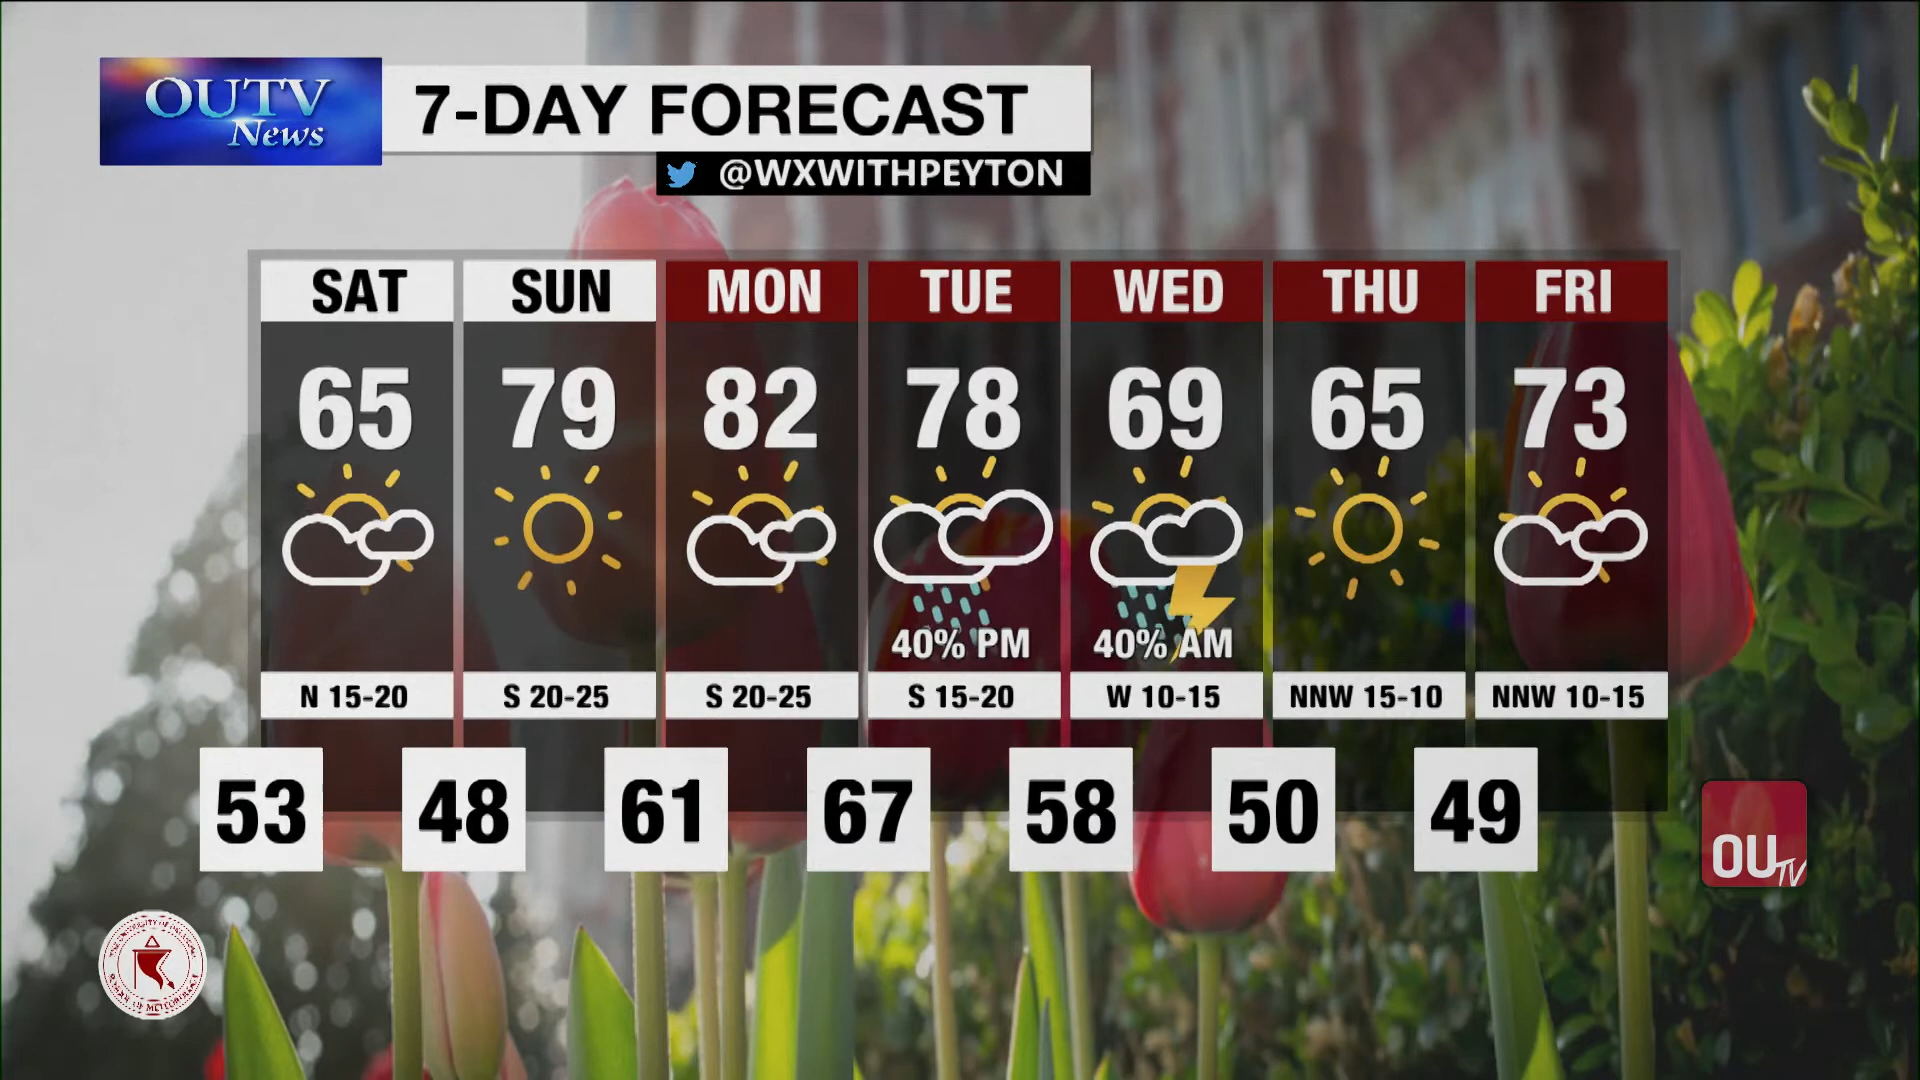 OUTV
News
7-DAY FORECAST
@WXWITHPEYTON
SAT SUN MON TUE WED THU FRI
65 79 82 78 69 65 73
40% PM 40% AM
N 15-20 S 20-25 S 20-25 S 15-20 W 10-15 NNW 15-10 NNW 10-15
53 48 61 67 58 50 49
OUTV